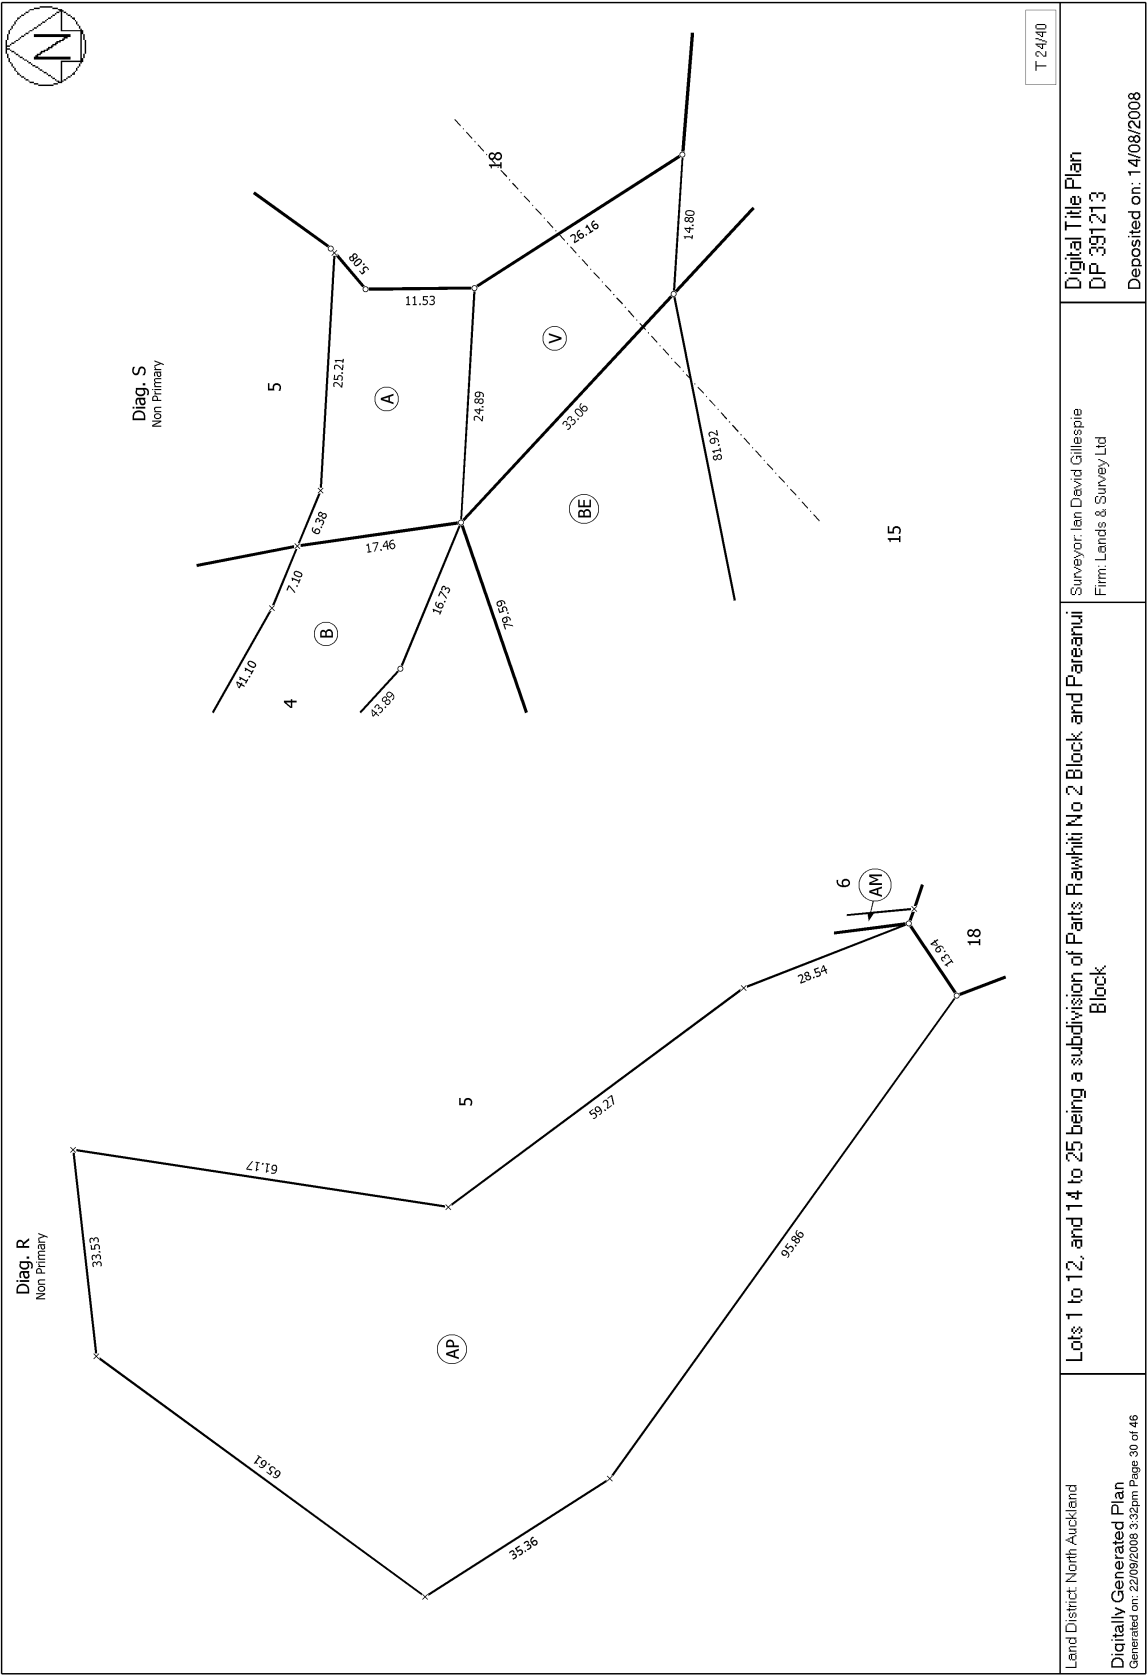 Diag. R
Non Primary
33.53
61.17
65.61
AP
5
59.27
28.54
6
AM
13.94
18
95.86
35.36
Diag. S
Non Primary
5
5.08
25.21
11.53
A
6.38
7.10
17.46
24.89
41.10
B
4
16.73
43.89
79.59
V
18
26.16
14.80
33.06
BE
81.92
15
N
T 24/40
Land District: North Auckland
Digitally Generated Plan
Generated on: 22/09/2008 3:32pm Page 30 of 46
Lots 1 to 12, and 14 to 25 being a subdivision of Parts Rawhiti No 2 Block and Pareanui
Block
Surveyor: Ian David Gillespie
Firm: Lands & Survey Ltd
Digital Title Plan
DP 391213
Deposited on: 14/08/2008